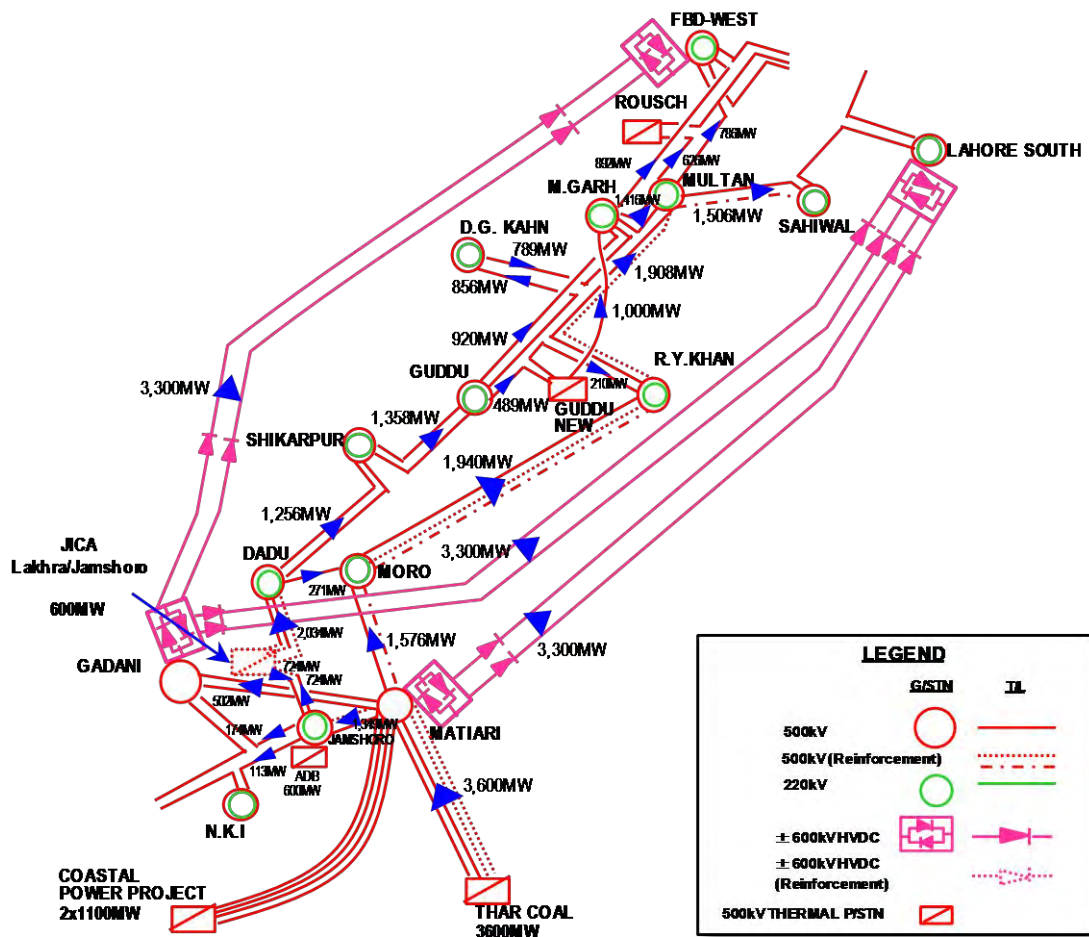 FBD-WEST
ROUSCH
786MW
892MW
626MW
LAHORE SOUTH
M.GARH
MULTAN
1,416MW
1,506MW
SAHIWAL
D.G. KAHN
789MW
856MW
1,908MW
1,000MW
920MW
R.Y.KHAN
GUDDU
489MW
210MW
GUDDU
NEW
3,300MW
1,358MW
SHIKARPUR
1,940MW
1,256MW
3,300MW
JICA
Lakhra/Jamshoro
600MW
DADU
MORO
271MW
2,034MW
1,576MW
3,300MW
GADANI
724MW
724MW
502MW
174MW
JAMSHORO
MATIARI
113MW
ADB
600MW
3,600MW
N.K.I
COASTAL
POWER PROJECT
2x1100MW
THAR COAL
3600MW
LEGEND
G/STN T/L
500kV
500kV(Reinforcement)
220kV
±600kVHVDC
±600kVHVDC
(Reinforcement)
500kV THERMAL P/STN